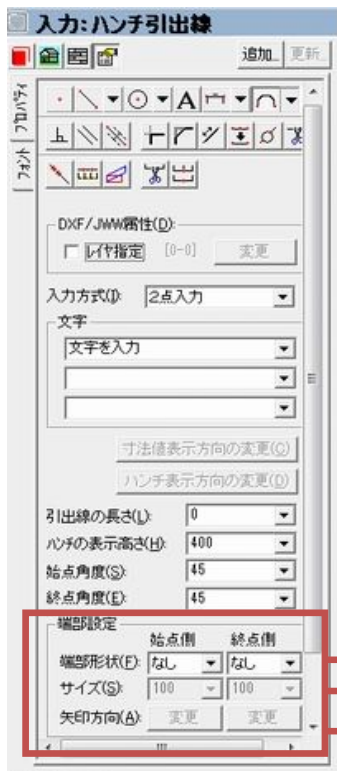 入力:ハンチ引出線
追加... 更新...
プロパティ
フォント
A
DXF/JWW属性(D):
レイヤ指定 [0-0] 変更
入力方式(I): 2点入力
文字
文字を入力
寸法値表示方向の変更(C)
ハンチ表示方向の変更(D)
引出線の長さ(L): 0
ハンチの表示高さ(H): 400
始点角度(S): 45
終点角度(E): 45
端部設定
始点側 終点側
端部形状(F): なし なし
サイズ(S): 100 100
矢印方向(A): 変更 変更